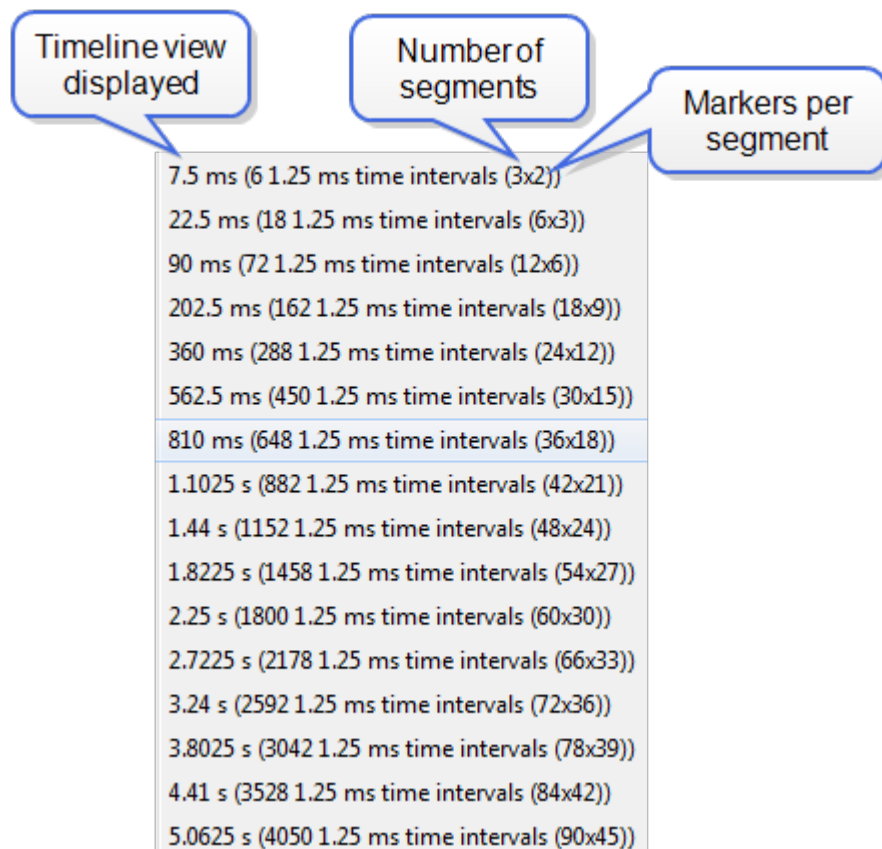 Timeline view
displayed
Number of
segments
Markers per
segment
7.5 ms (6 1.25 ms time intervals (3x2))
22.5 ms (18 1.25 ms time intervals (6x3))
90 ms (72 1.25 ms time intervals (12x6))
202.5 ms (162 1.25 ms time intervals (18x9))
360 ms (288 1.25 ms time intervals (24x12))
562.5 ms (450 1.25 ms time intervals (30x15))
810 ms (648 1.25 ms time intervals (36x18))
1.1025 s (882 1.25 ms time intervals (42x21))
1.44 s (1152 1.25 ms time intervals (48x24))
1.8225 s (1458 1.25 ms time intervals (54x27))
2.25 s (1800 1.25 ms time intervals (60x30))
2.7225 s (2178 1.25 ms time intervals (66x33))
3.24 s (2592 1.25 ms time intervals (72x36))
3.8025 s (3042 1.25 ms time intervals (78x39))
4.41 s (3528 1.25 ms time intervals (84x42))
5.0625 s (4050 1.25 ms time intervals (90x45))